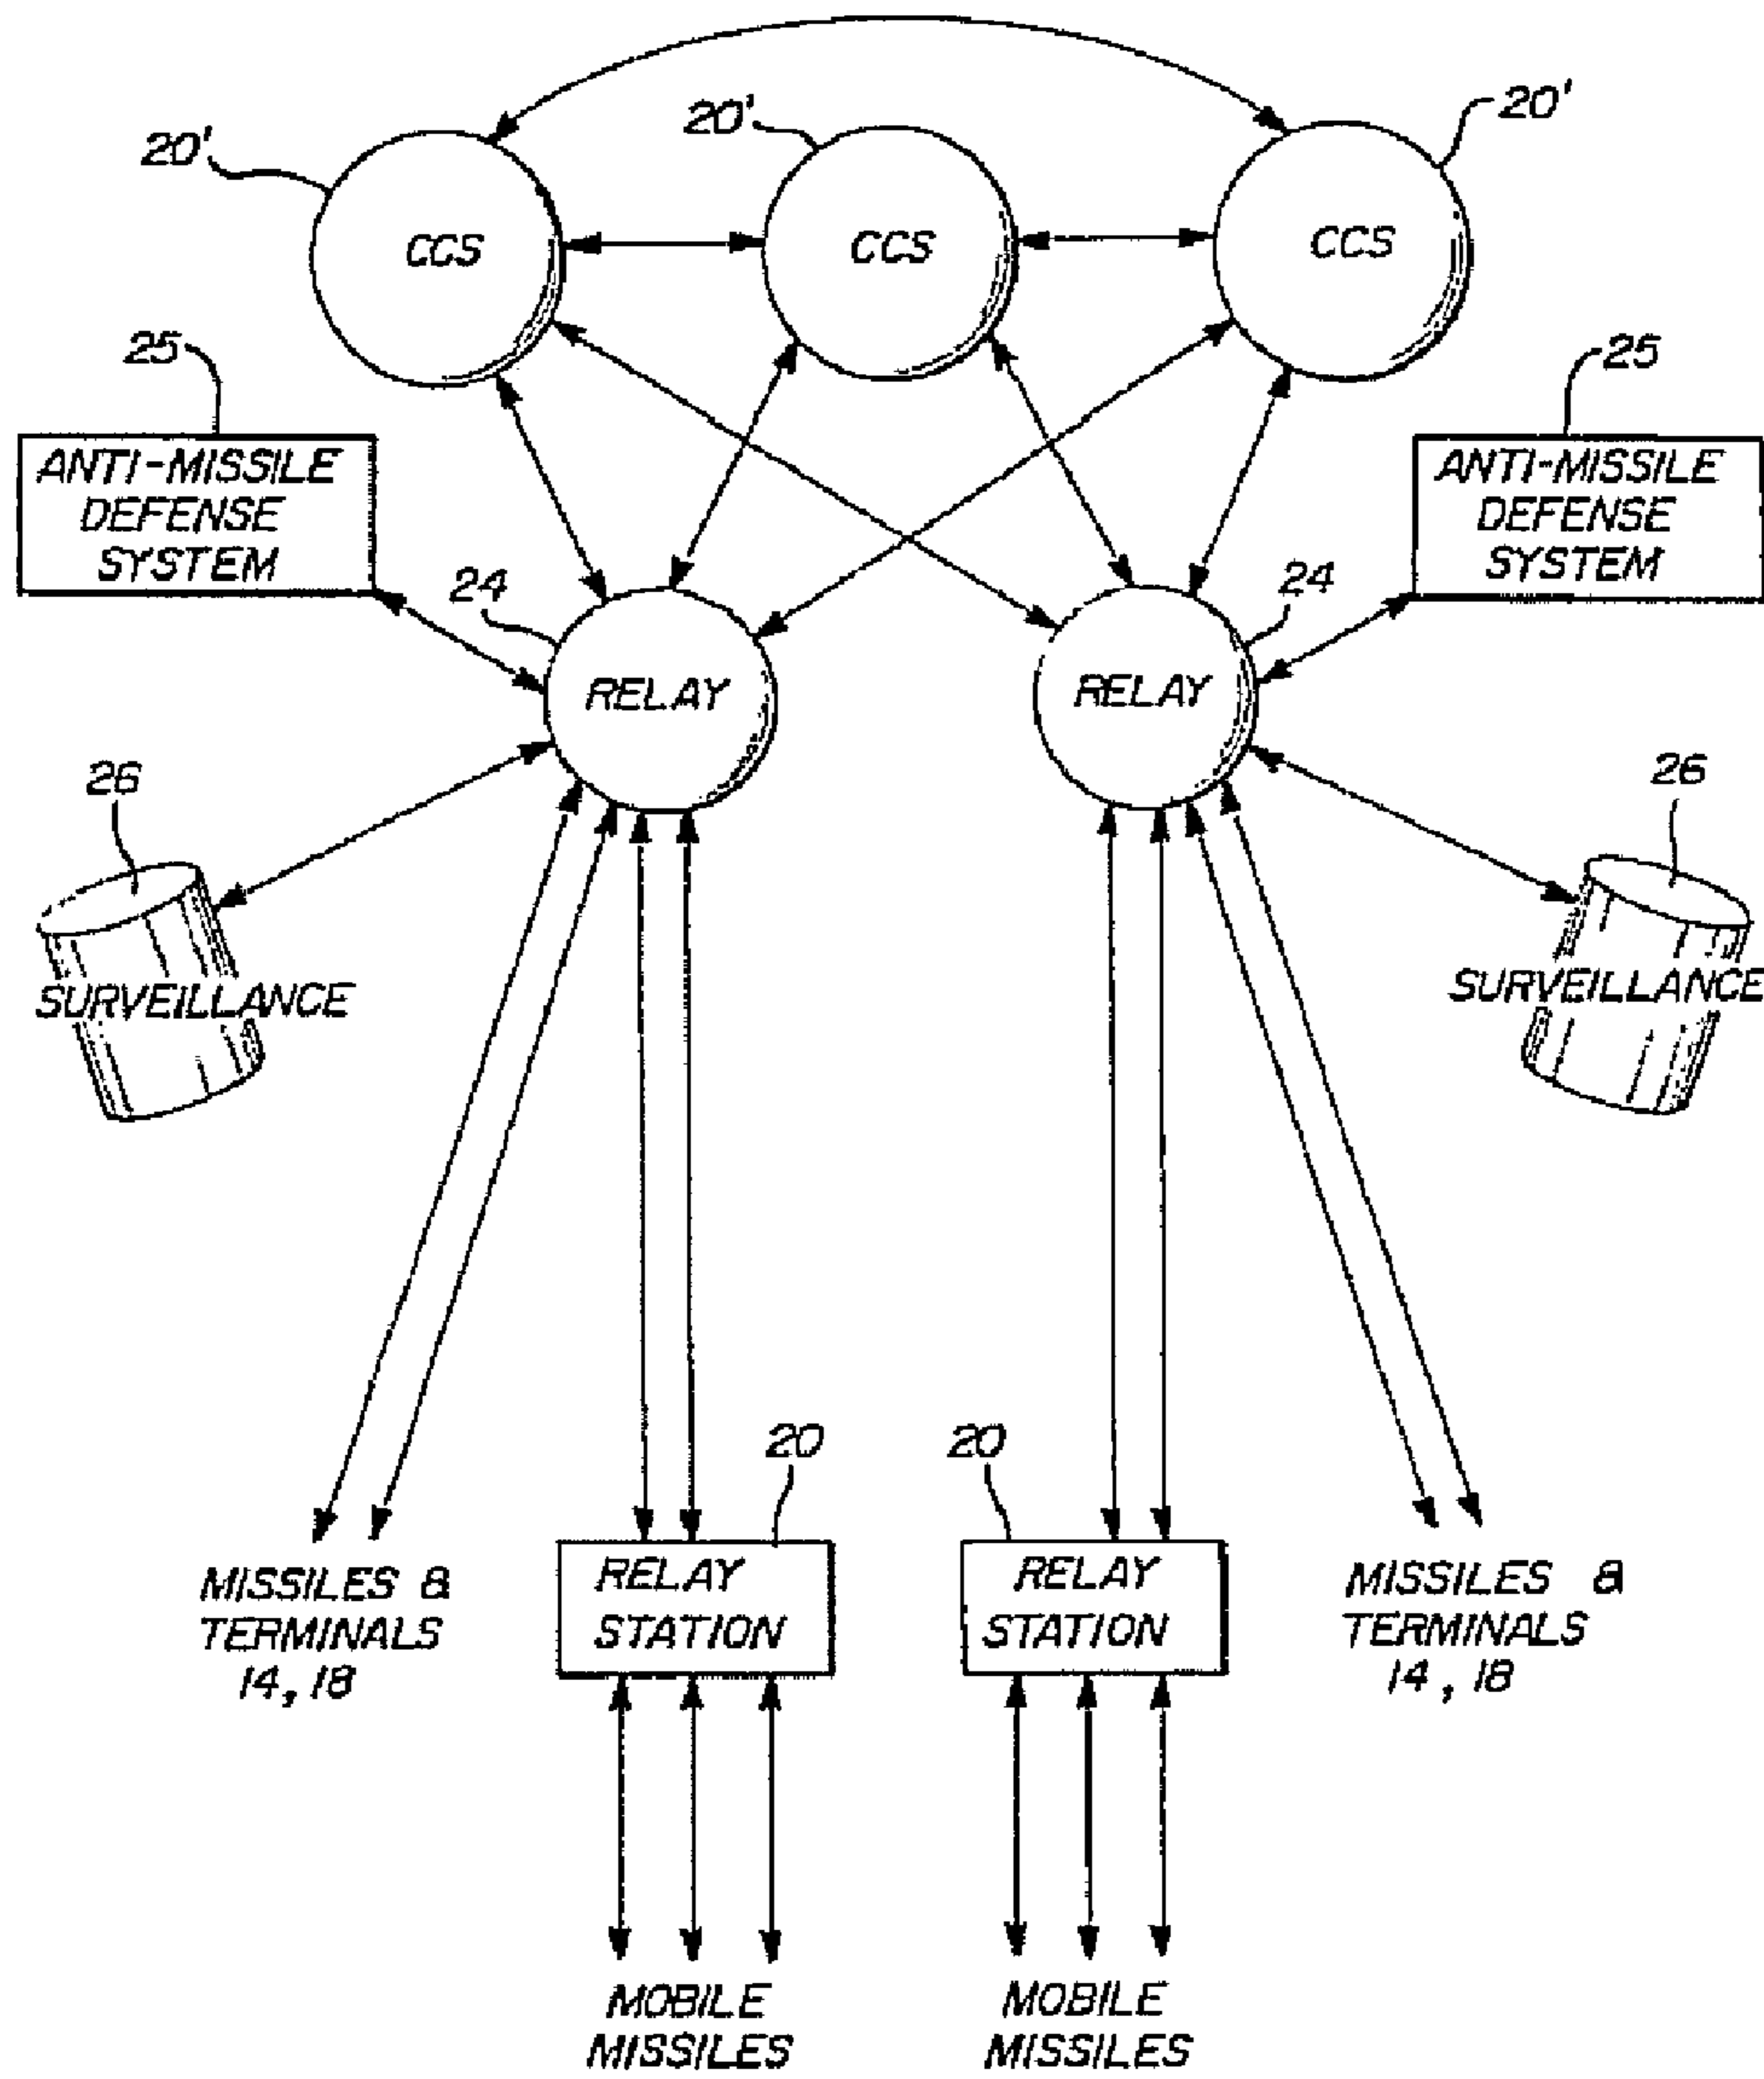 20'
20'
20'
CCS
CCS
CCS
25
25
ANTI-MISSILE
DEFENSE
SYSTEM
ANTI-MISSILE
DEFENSE
SYSTEM
24
24
RELAY
RELAY
26
26
SURVEILLANCE
SURVEILLANCE
20
20
MISSILES &
TERMINALS
14, 18
RELAY
STATION
RELAY
STATION
MISSILES &
TERMINALS
14, 18
MOBILE
MISSILES
MOBILE
MISSILES